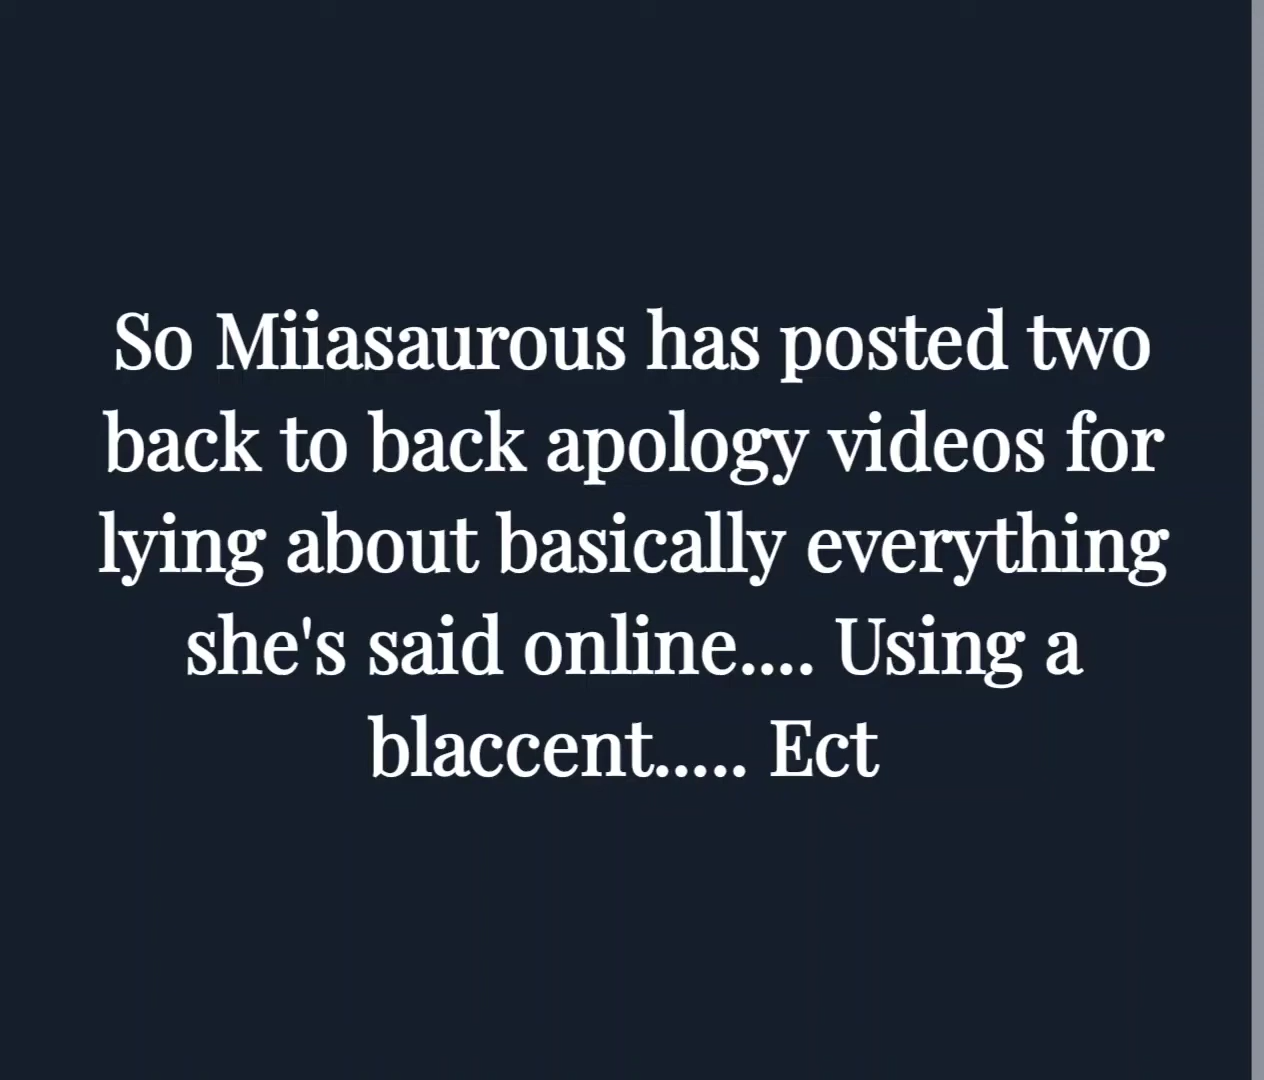 So Miiasaurous has posted two
back to back apology videos for
lying about basically everything
she's said online.... Using a
blaccent..... Ect